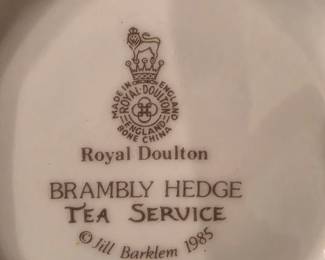 MADE IN ENGLAND
ROYAL DOULTON
ENGLAND
BONE CHINA
Royal Doulton
BRAMBLY HEDGE
TEA SERVICE
© Jill Barklem 1985